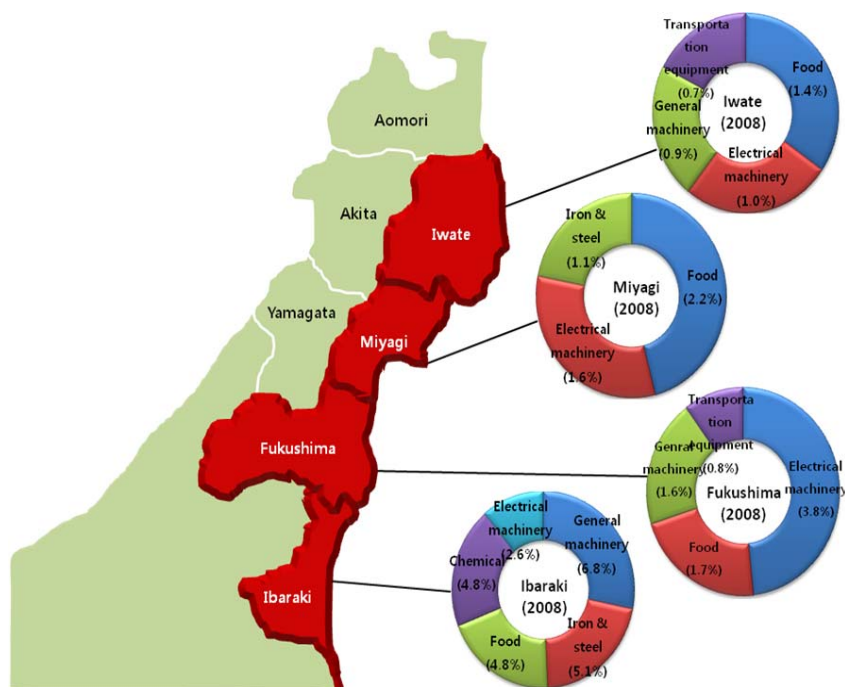 Aomori
Akita
Iwate
Yamagata
Miyagi
Fukushima
Ibaraki
Transporta
tion
equipment
(0.7%)
Food
(1.4%)
General
machinery
(0.9%)
Electrical
machinery
(1.0%)
Iwate
(2008)
Iron &
steel
(1.1%)
Food
(2.2%)
Electrical
machinery
(1.6%)
Miyagi
(2008)
Transporta
tion
equipment
(0.8%)
Genral
machinery
(1.6%)
Electrical
machinery
(3.8%)
Food
(1.7%)
Fukushima
(2008)
Electrical
machinery
(2.6%)
General
machinery
(6.8%)
Chemical
(4.8%)
Food
(4.8%)
Iron &
steel
(5.1%)
Ibaraki
(2008)